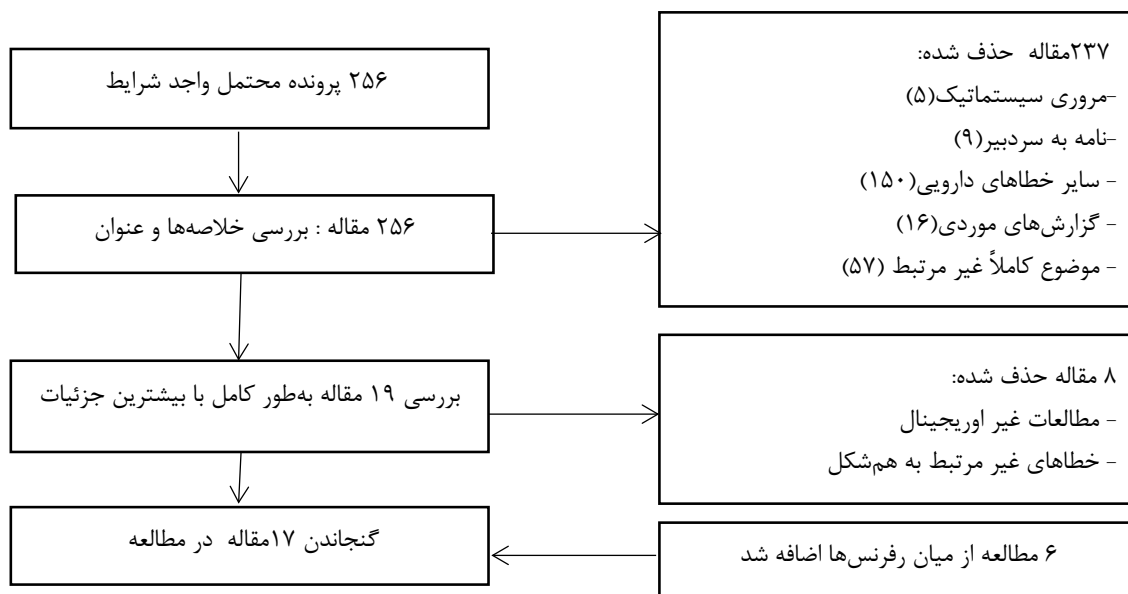 ۲۵۶ پرونده محتمل واجد شرایط
۲۵۶ مقاله : بررسی خلاصه‌ها و عنوان
۲۳۷مقاله  حذف شده:
-مروری سیستماتیک(۵)
-نامه به سردبیر(۹)
- سایر خطاهای دارویی(۱۵۰)
- گزارش‌های موردی(۱۶)
- موضوع کاملاً غیر مرتبط (۵۷)
بررسی ۱۹ مقاله به‌طور کامل با بیشترین جزئیات
۸ مقاله حذف شده:
- مطالعات غیر اوریجینال
- خطاهای غیر مرتبط به هم‌شکل
گنجاندن ۱۷مقاله  در مطالعه
۶ مطالعه از میان رفرنس‌ها اضافه شد